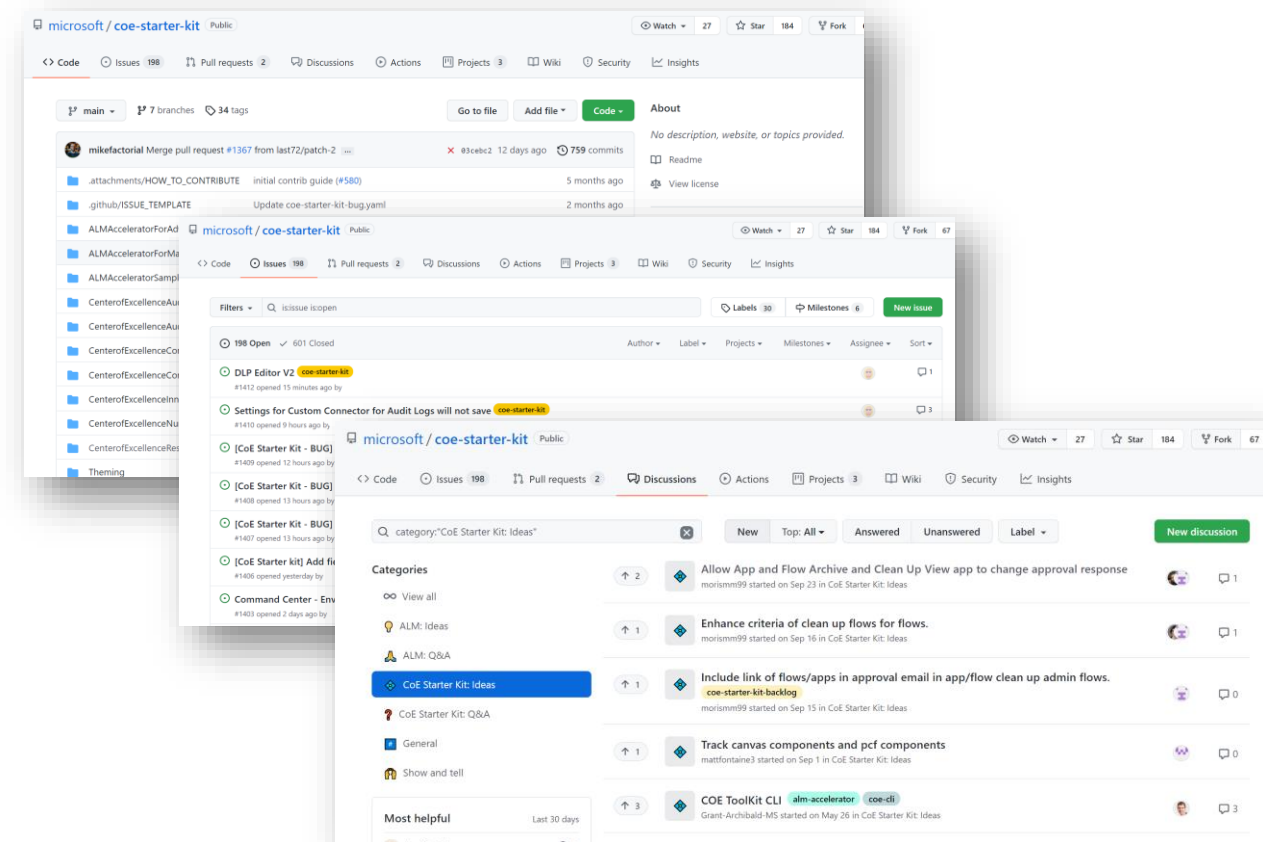 microsoft / coe-starter-kit Public
Watch 27 Star 184 Fork
Code Issues 198 Pull requests 2 Discussions Actions Projects 3 Wiki Security Insights
main 7 branches 34 tags Go to file Add file Code
About
No description, website, or topics provided.
mikefactorial Merge pull request #1367 from last72/patch-2 ... 03cebc2 12 days ago 759 commits
Readme
.attachments/HOW_TO_CONTRIBUTE initial contrib guide (#580) 5 months ago
View license
.github/ISSUE_TEMPLATE Update coe-starter-kit-bug.yaml 2 months ago
ALMAcceleratorForAd
ALMAcceleratorForMa
ALMAcceleratorSampl
CenterofExcellenceAu
CenterofExcellenceAu
CenterofExcellenceCo
CenterofExcellenceCo
CenterofExcellenceInn
CenterofExcellenceNu
CenterofExcellenceRes
Theming
microsoft / coe-starter-kit Public
Watch 27 Star 184 Fork 67
Code Issues 198 Pull requests 2 Discussions Actions Projects 3 Wiki Security Insights
Filters is:issue is:open Labels 30 Milestones 6 New issue
198 Open 601 Closed Author Label Projects Milestones Assignee Sort
DLP Editor V2 coe-starter-kit 1
#1412 opened 15 minutes ago by
Settings for Custom Connector for Audit Logs will not save coe-starter-kit 3
#1410 opened 9 hours ago by
[CoE Starter Kit - BUG]
#1409 opened 12 hours ago by
[CoE Starter Kit - BUG]
#1408 opened 13 hours ago by
[CoE Starter Kit - BUG]
#1407 opened 13 hours ago by
[CoE Starter kit] Add fie
#1406 opened yesterday by
Command Center - Env
#1403 opened 2 days ago by
microsoft / coe-starter-kit Public
Watch 27 Star 184 Fork 67
Code Issues 198 Pull requests 2 Discussions Actions Projects 3 Wiki Security Insights
category:"CoE Starter Kit: Ideas" New Top: All Answered Unanswered Label New discussion
Categories
View all
ALM: Ideas
ALM: Q&A
CoE Starter Kit: Ideas
CoE Starter Kit: Q&A
General
Show and tell
Most helpful Last 30 days
2 Allow App and Flow Archive and Clean Up View app to change approval response 1
morismm99 started on Sep 23 in CoE Starter Kit: Ideas
1 Enhance criteria of clean up flows for flows. 1
morismm99 started on Sep 16 in CoE Starter Kit: Ideas
1 Include link of flows/apps in approval email in app/flow clean up admin flows. 0
coe-starter-kit-backlog
morismm99 started on Sep 15 in CoE Starter Kit: Ideas
1 Track canvas components and pcf components 0
mattfontaine3 started on Sep 1 in CoE Starter Kit: Ideas
3 COE ToolKit CLI alm-accelerator coe-cli 3
Grant-Archibald-MS started on May 26 in CoE Starter Kit: Ideas